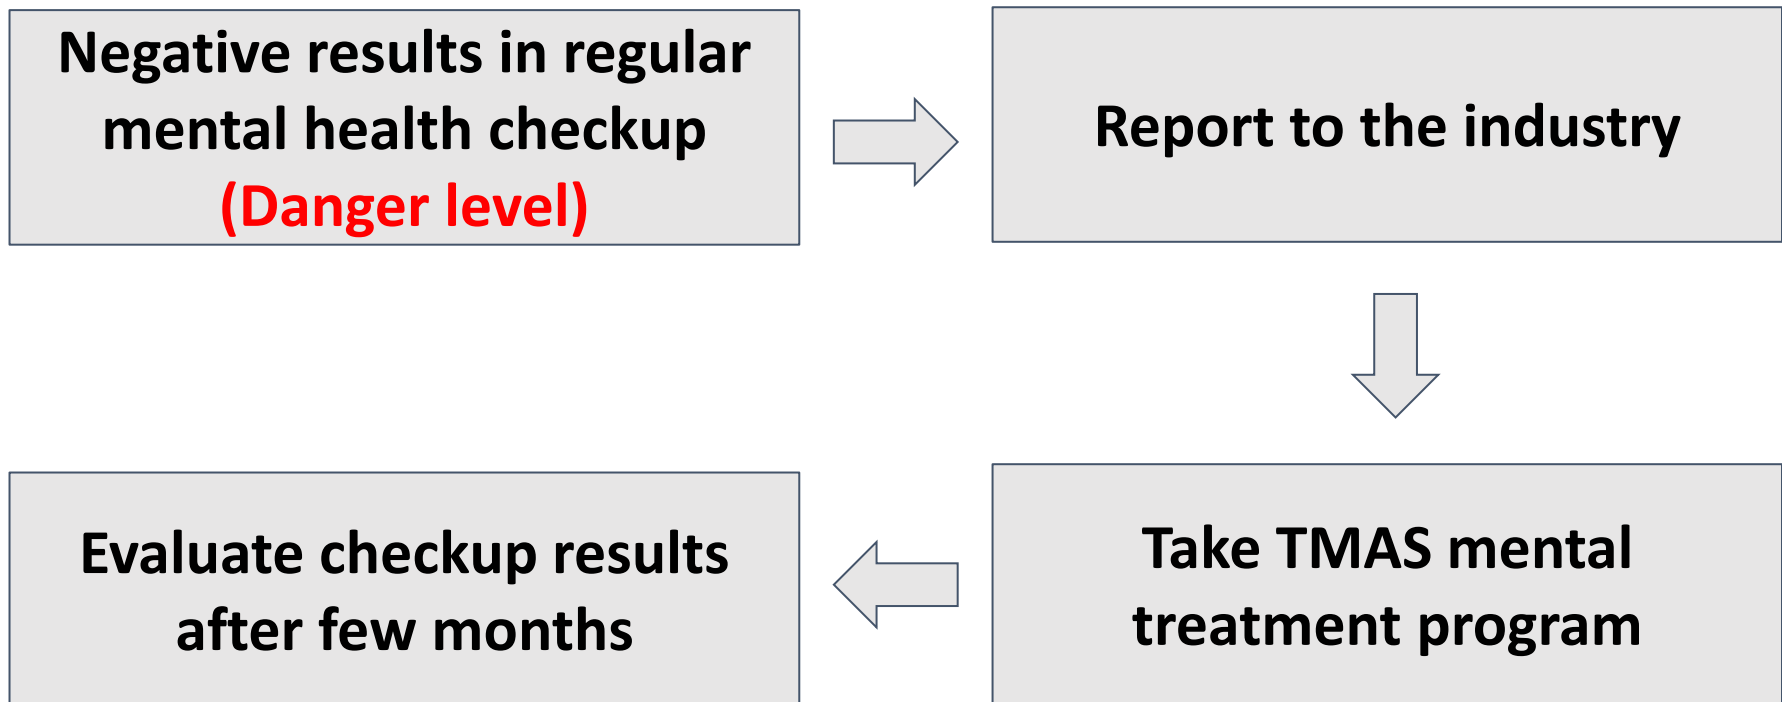 Negative results in regular
mental health checkup
(Danger level)
Report to the industry
Take TMAS mental
treatment program
Evaluate checkup results
after few months